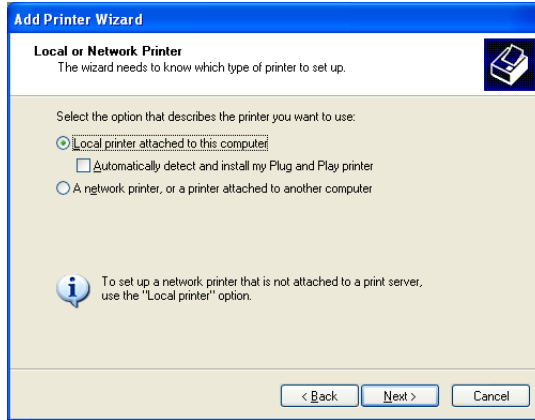 Add Printer Wizard
Local or Network Printer
The wizard needs to know which type of printer to set up.
Select the option that describes the printer you want to use:
Local printer attached to this computer
Automatically detect and install my Plug and Play printer
A network printer, or a printer attached to another computer
To set up a network printer that is not attached to a print server,
use the "Local printer" option.
< Back
Next >
Cancel